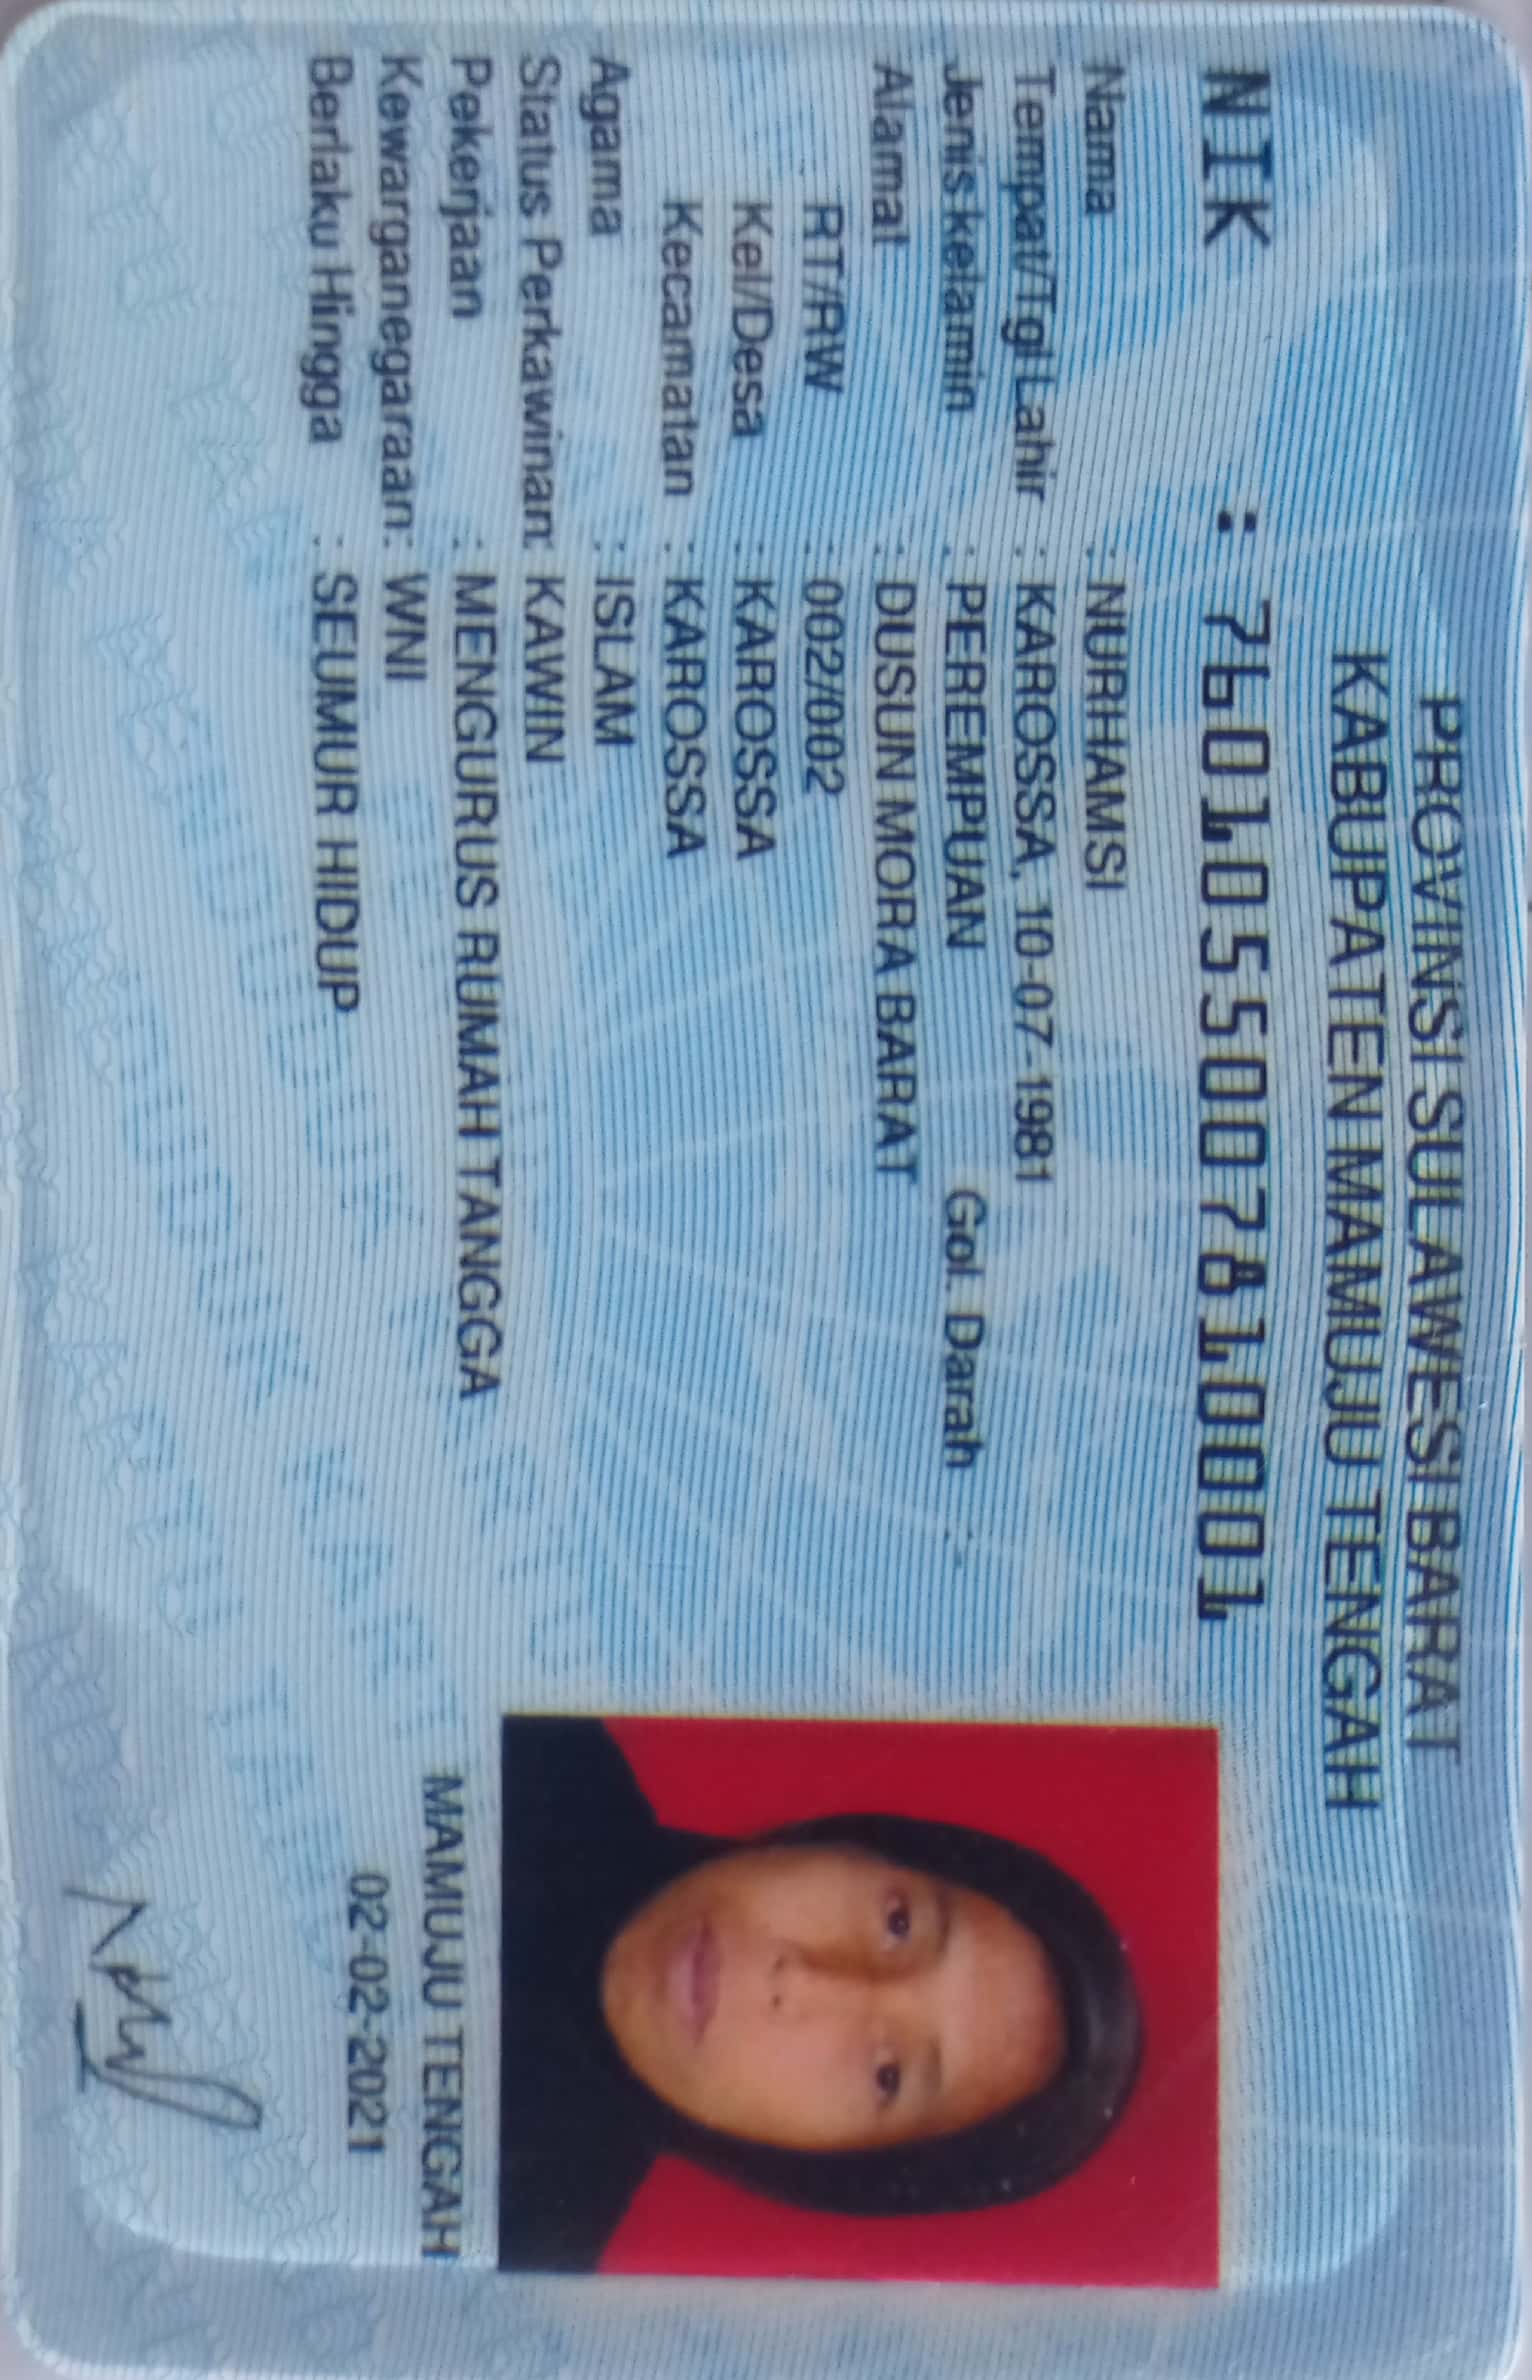 PROVINSI SULAWESI BARAT
KABUPATEN MAMUJU TENGAH
NIK : 7601055007810001
Nama : NURHAMSI
Tempat/Tgl Lahir : KAROSSA, 10-07-1981
Jenis kelamin : PEREMPUAN Gol. Darah : -
Alamat : DUSUN MORA BARAT
RT/RW : 002/002
Kel/Desa : KAROSSA
Kecamatan : KAROSSA
Agama : ISLAM
Status Perkawinan: KAWIN
Pekerjaan : MENGURUS RUMAH TANGGA
Kewarganegaraan: WNI
Berlaku Hingga : SEUMUR HIDUP
MAMUJU TENGAH
02-02-2021